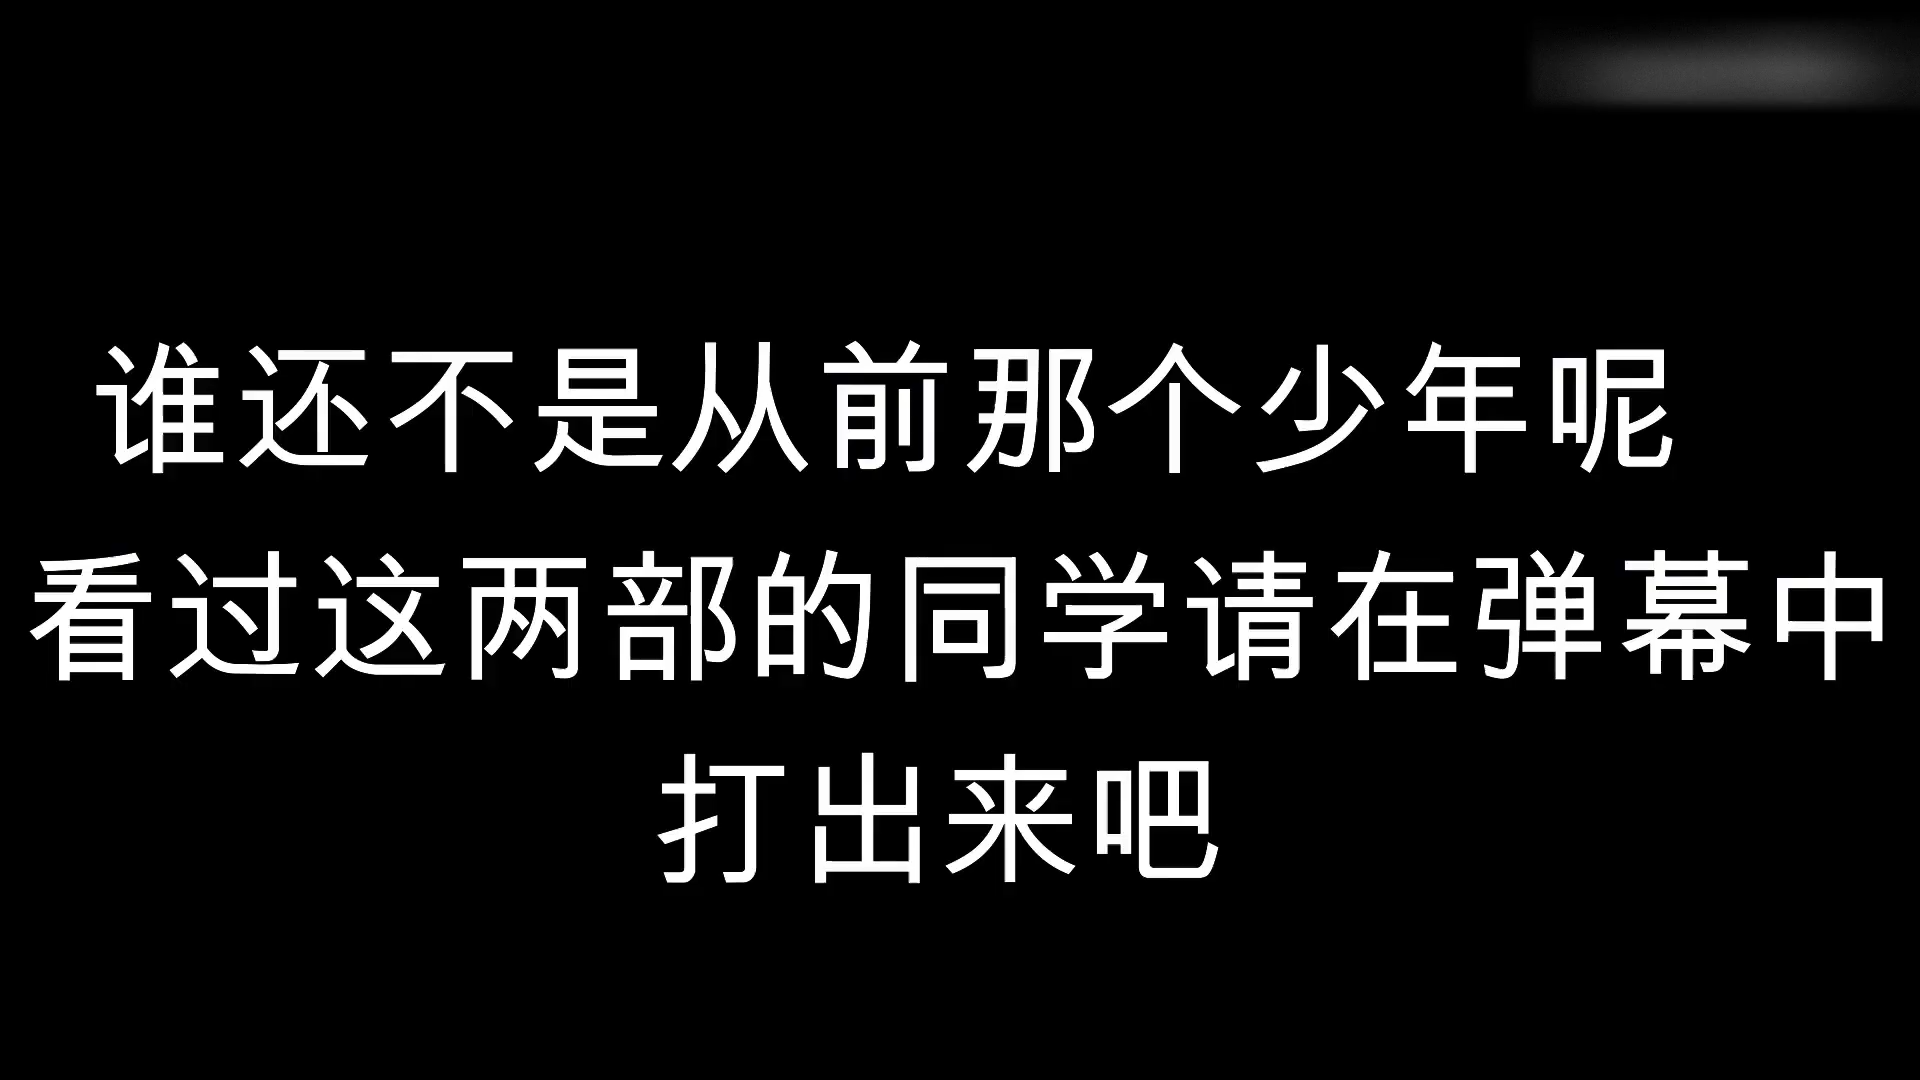 谁还不是从前那个少年呢
看过这两部的同学请在弹幕中
打出来吧